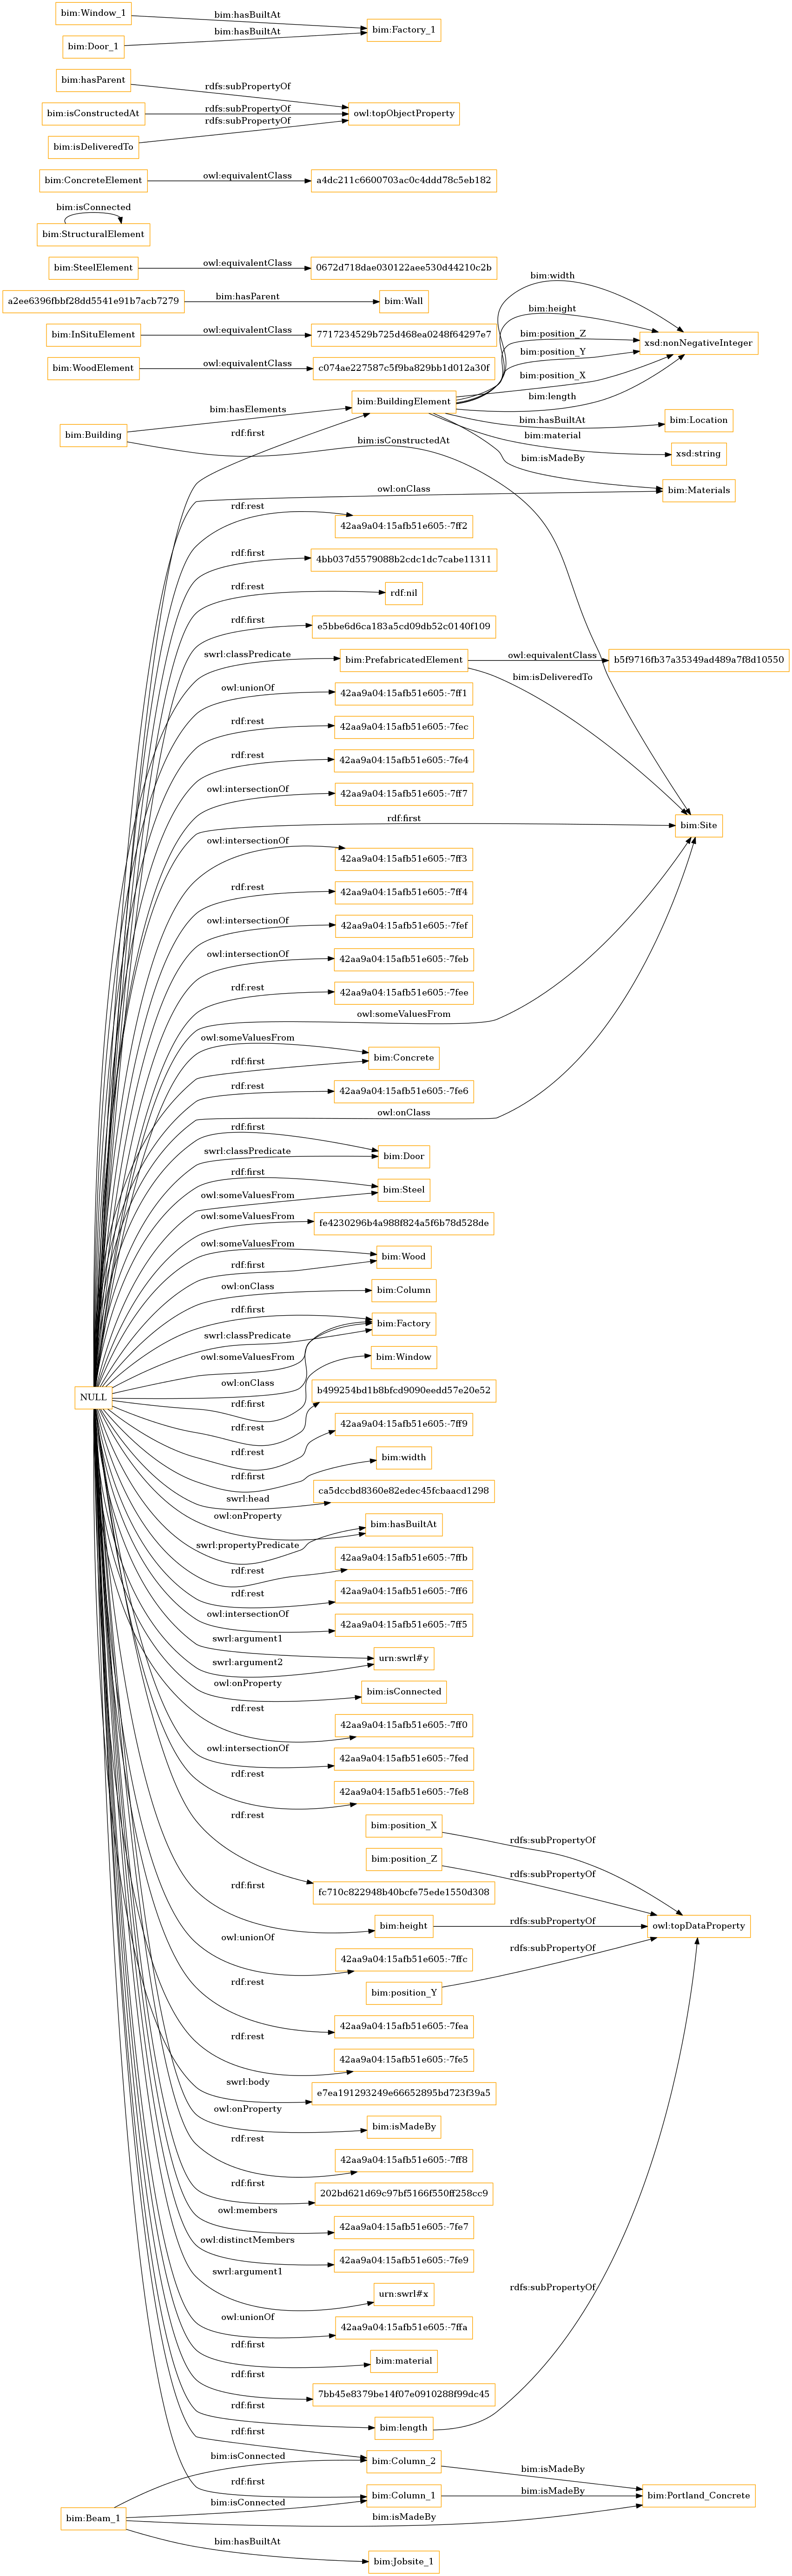 bim:Window_1
bim:hasBuiltAt
bim:Factory_1
bim:hasBuiltAt
bim:Door_1
bim:hasParent
rdfs:subPropertyOf
bim:isConstructedAt
rdfs:subPropertyOf
owl:topObjectProperty
rdfs:subPropertyOf
bim:isDeliveredTo
bim:ConcreteElement
owl:equivalentClass
a4dc211c6600703ac0c4ddd78c5eb182
bim:isConnected
bim:StructuralElement
bim:SteelElement
owl:equivalentClass
0672d718dae030122aee530d44210c2b
bim:width
a2ee6396fbbf28dd5541e91b7acb7279
bim:hasParent
bim:Wall
bim:height
bim:InSituElement
owl:equivalentClass
7717234529b725d468ea0248f64297e7
bim:position_Z
xsd:nonNegativeInteger
bim:position_Y
bim:WoodElement
owl:equivalentClass
c074ae227587c5f9ba829bb1d012a30f
bim:position_X
bim:length
bim:BuildingElement
bim:hasElements
bim:hasBuiltAt
bim:Location
bim:Building
rdf:first
bim:isConstructedAt
bim:material
xsd:string
bim:isMadeBy
owl:onClass
bim:Materials
rdf:rest
42aa9a04:15afb51e605:-7ff2
rdf:first
4bb037d5579088b2cdc1dc7cabe11311
rdf:rest
rdf:nil
rdf:first
e5bbe6d6ca183a5cd09db52c0140f109
swrl:classPredicate
bim:PrefabricatedElement
owl:equivalentClass
b5f9716fb37a35349ad489a7f8d10550
bim:isDeliveredTo
owl:unionOf
42aa9a04:15afb51e605:-7ff1
rdf:rest
42aa9a04:15afb51e605:-7fec
rdf:rest
42aa9a04:15afb51e605:-7fe4
owl:intersectionOf
42aa9a04:15afb51e605:-7ff7
rdf:first
bim:Site
owl:intersectionOf
42aa9a04:15afb51e605:-7ff3
rdf:rest
42aa9a04:15afb51e605:-7ff4
owl:intersectionOf
42aa9a04:15afb51e605:-7fef
owl:intersectionOf
42aa9a04:15afb51e605:-7feb
rdf:rest
42aa9a04:15afb51e605:-7fee
owl:someValuesFrom
owl:someValuesFrom
bim:Concrete
rdf:first
rdf:rest
42aa9a04:15afb51e605:-7fe6
owl:onClass
rdf:first
bim:Door
swrl:classPredicate
rdf:first
bim:Steel
owl:someValuesFrom
owl:someValuesFrom
fe4230296b4a988f824a5f6b78d528de
owl:someValuesFrom
bim:Wood
rdf:first
owl:onClass
bim:Column
rdf:first
bim:Factory
swrl:classPredicate
owl:someValuesFrom
bim:Window
owl:onClass
NULL
b499254bd1b8bfcd9090eedd57e20e52
rdf:first
rdf:rest
42aa9a04:15afb51e605:-7ff9
rdf:rest
bim:width
rdf:first
ca5dccbd8360e82edec45fcbaacd1298
swrl:head
owl:onProperty
bim:hasBuiltAt
swrl:propertyPredicate
42aa9a04:15afb51e605:-7ffb
rdf:rest
42aa9a04:15afb51e605:-7ff6
rdf:rest
owl:intersectionOf
42aa9a04:15afb51e605:-7ff5
swrl:argument1
urn:swrl#y
swrl:argument2
owl:onProperty
bim:isConnected
rdf:rest
42aa9a04:15afb51e605:-7ff0
owl:intersectionOf
42aa9a04:15afb51e605:-7fed
rdf:rest
42aa9a04:15afb51e605:-7fe8
rdf:rest
bim:position_X
rdfs:subPropertyOf
bim:position_Z
rdfs:subPropertyOf
rdf:first
fc710c822948b40bcfe75ede1550d308
bim:height
rdfs:subPropertyOf
owl:topDataProperty
owl:unionOf
42aa9a04:15afb51e605:-7ffc
rdfs:subPropertyOf
bim:position_Y
rdf:rest
42aa9a04:15afb51e605:-7fea
rdf:rest
42aa9a04:15afb51e605:-7fe5
swrl:body
e7ea191293249e66652895bd723f39a5
owl:onProperty
bim:isMadeBy
rdf:rest
42aa9a04:15afb51e605:-7ff8
rdf:first
202bd621d69c97bf5166f550ff258cc9
owl:members
42aa9a04:15afb51e605:-7fe7
owl:distinctMembers
42aa9a04:15afb51e605:-7fe9
swrl:argument1
urn:swrl#x
rdfs:subPropertyOf
owl:unionOf
42aa9a04:15afb51e605:-7ffa
rdf:first
bim:material
rdf:first
7bb45e8379be14f07e0910288f99dc45
rdf:first
bim:length
rdf:first
bim:isConnected
bim:Column_2
bim:isMadeBy
rdf:first
bim:isConnected
bim:Column_1
bim:isMadeBy
bim:Portland_Concrete
bim:Beam_1
bim:isMadeBy
bim:hasBuiltAt
bim:Jobsite_1